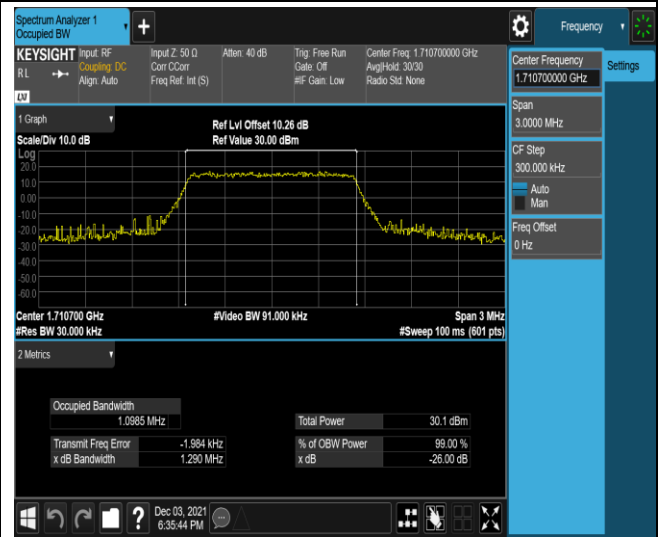 Spectrum Analyzer 1
Occupied BW
+
Frequency
KEYSIGHT
RL
LXI
Input: RF
Coupling: DC
Align: Auto
Input Z: 50 Ω
Corr CCorr
Freq Ref: Int (S)
Atten: 40 dB
Trig: Free Run
Gate: Off
#IF Gain: Low
Center Freq: 1.710700000 GHz
Avg|Hold: 30/30
Radio Std: None
Center Frequency
1.710700000 GHz
Settings
Span
3.0000 MHz
CF Step
300.000 kHz
Auto
Man
Freq Offset
0 Hz
1 Graph
Scale/Div 10.0 dB
Ref Lvl Offset 10.26 dB
Ref Value 30.00 dBm
Log
20.0
10.0
0.00
-10.0
-20.0
-30.0
-40.0
-50.0
-60.0
Center 1.710700 GHz
#Video BW 91.000 kHz
Span 3 MHz
#Res BW 30.000 kHz
#Sweep 100 ms (601 pts)
2 Metrics
Occupied Bandwidth
1.0985 MHz
Total Power 30.1 dBm
Transmit Freq Error -1.984 kHz
% of OBW Power 99.00 %
x dB Bandwidth 1.290 MHz
x dB -26.00 dB
?
Dec 03, 2021
6:35:44 PM